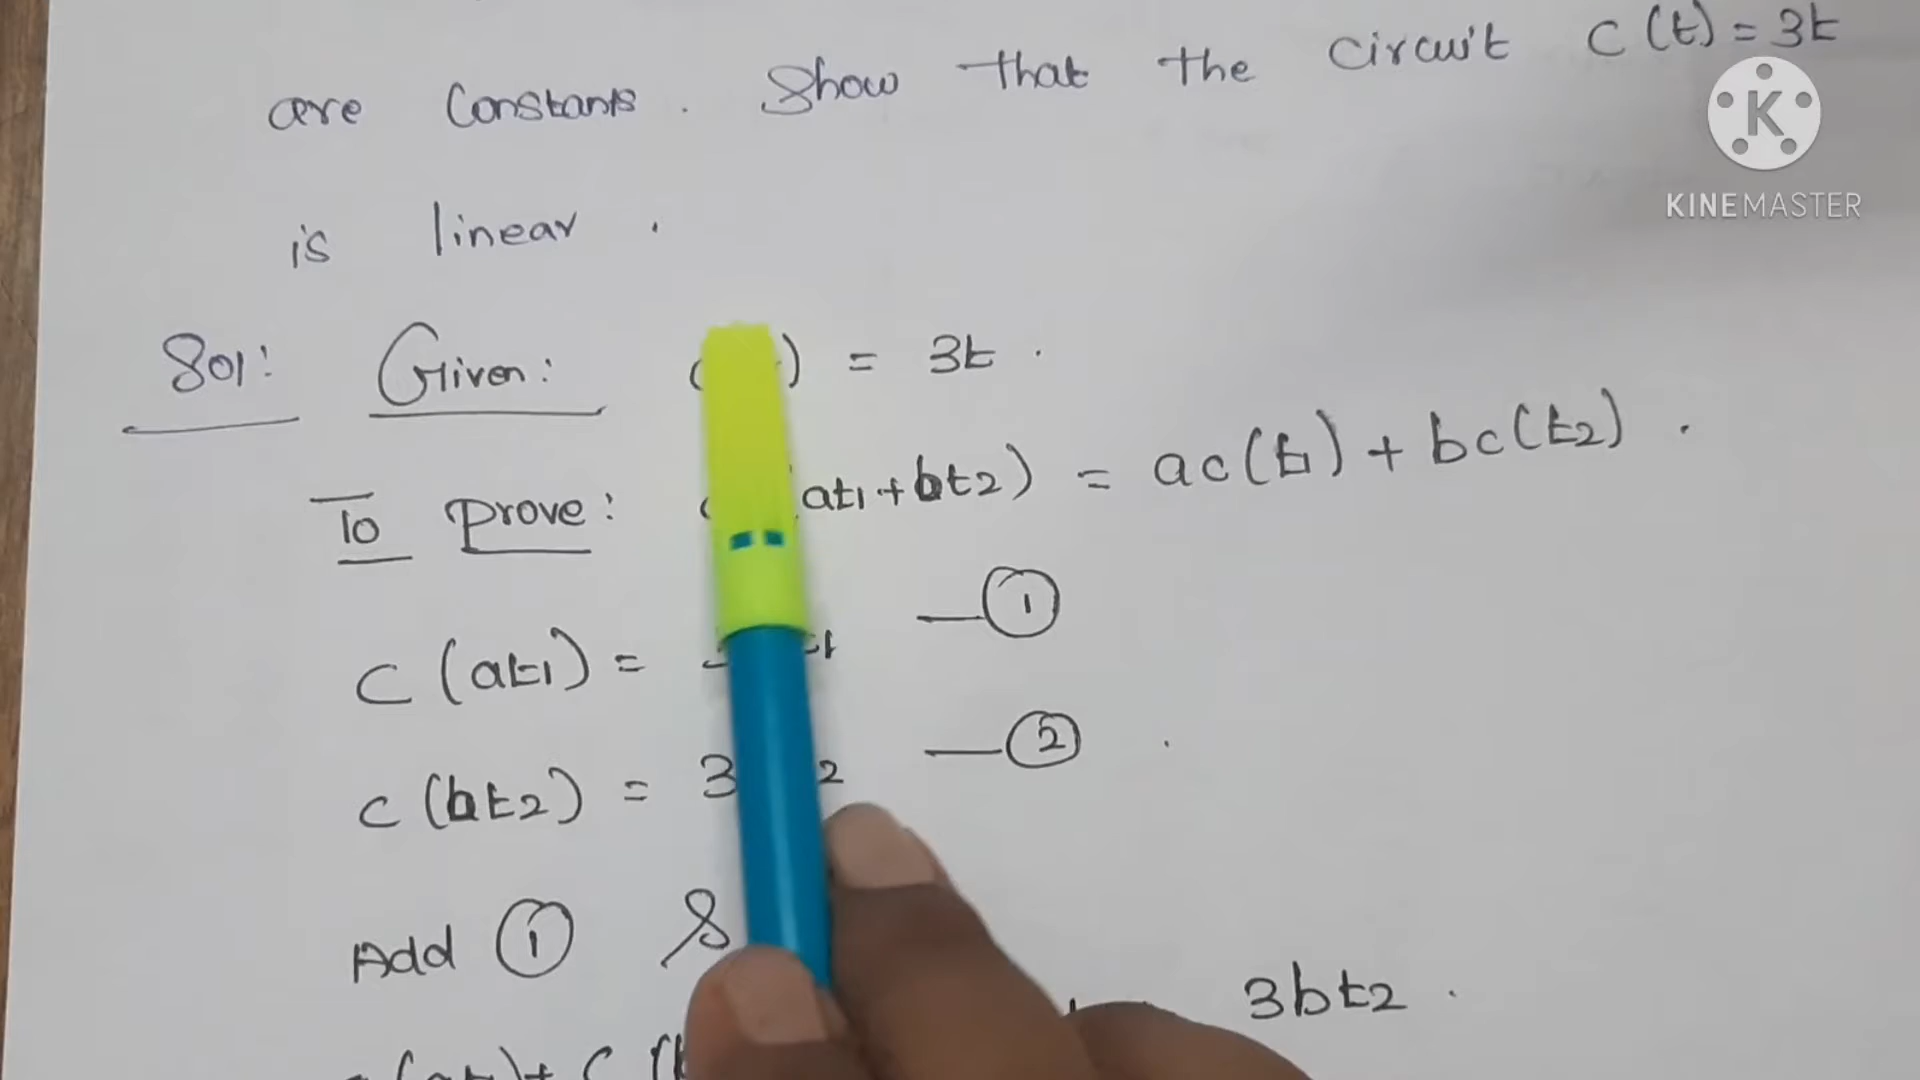 are Constants. Show that the circuit C(t) = 3t
K
KINEMASTER
is linear.
Sol: Given: ) = 3t.
To prove: at1+bt2) = ac(t1) + bc(t2).
C(at1) = —①
c(bt2) = 3 2 —②
Add ① &
3bt2.